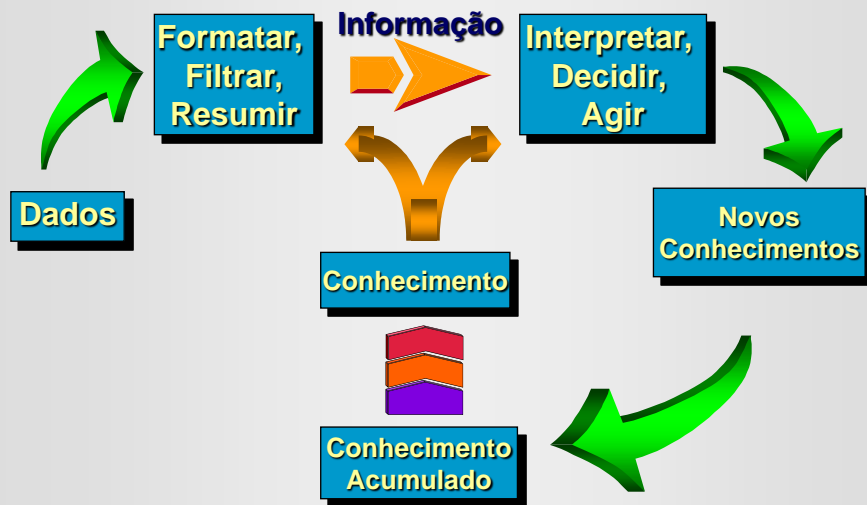 Informação
Formatar,
Filtrar,
Resumir
Interpretar,
Decidir,
Agir
Dados
Novos
Conhecimentos
Conhecimento
Conhecimento
Acumulado